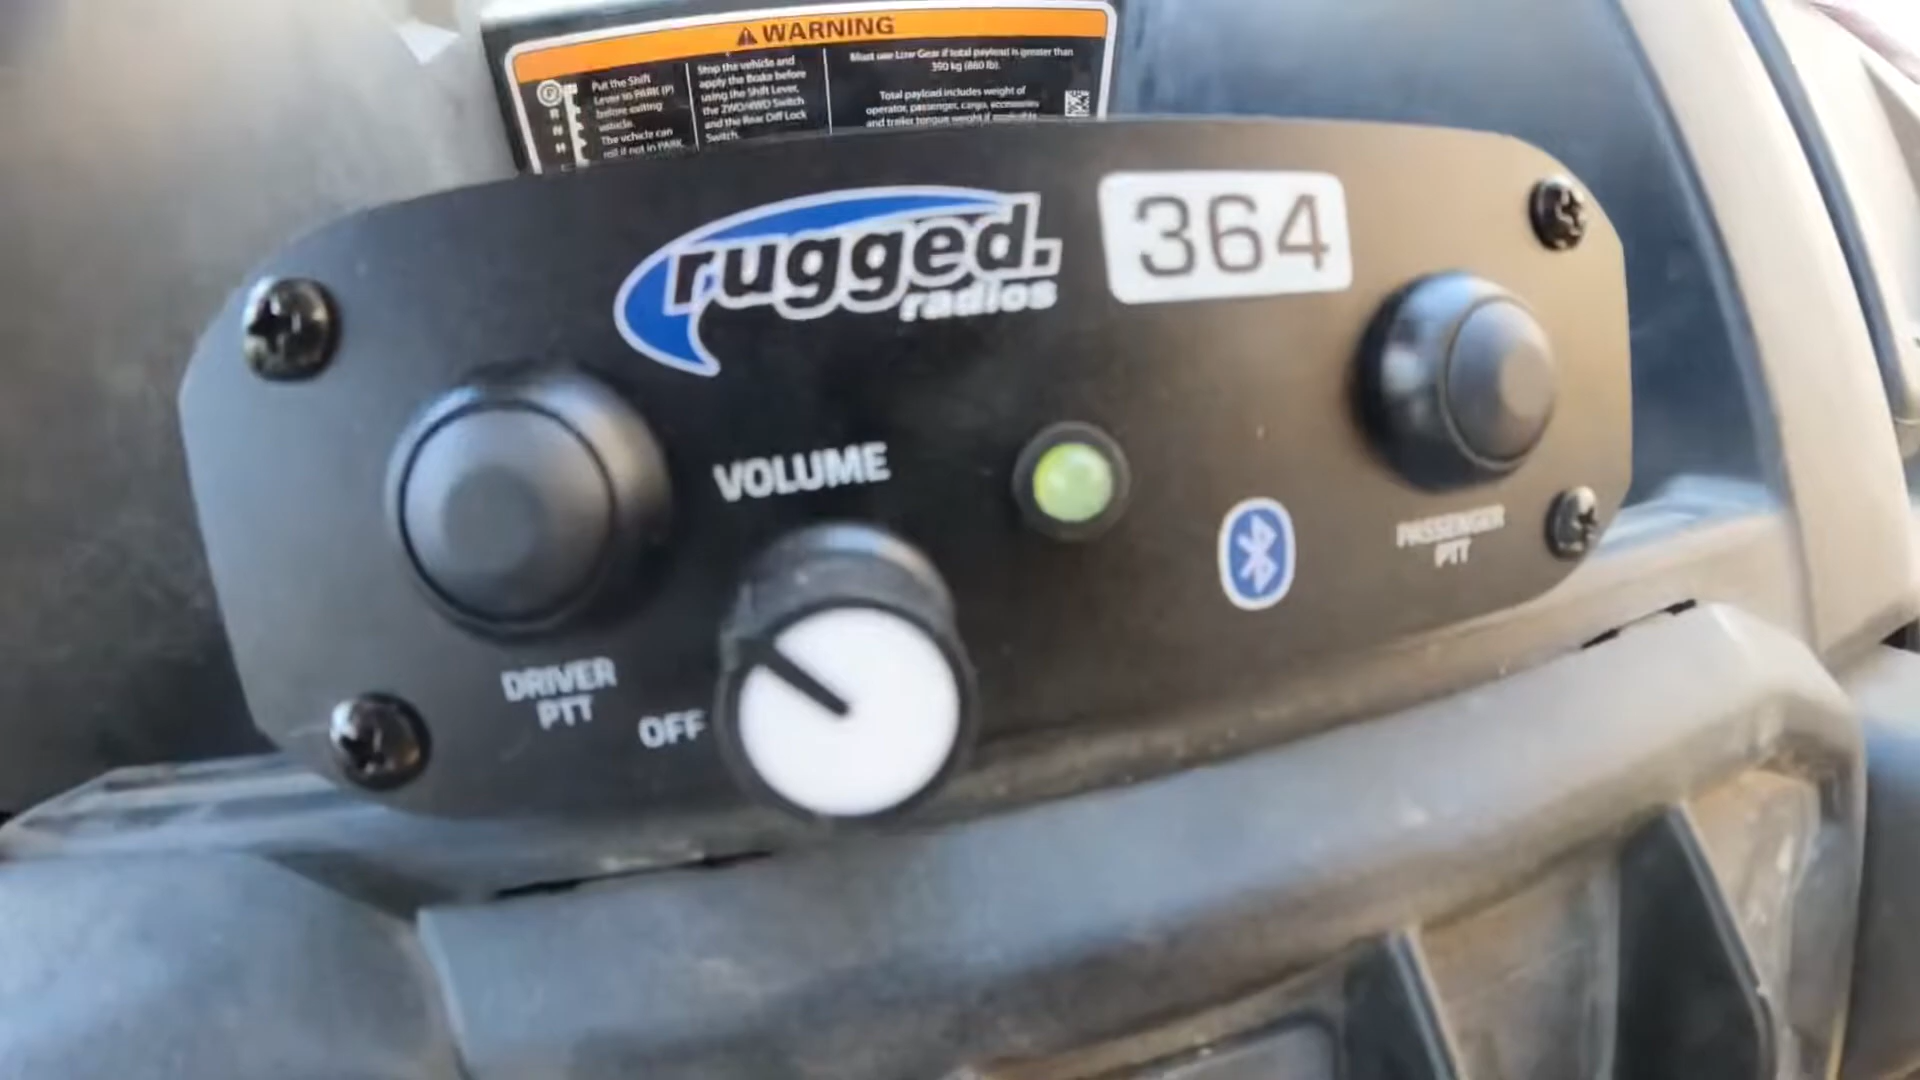 WARNING
Put the Shift
Lever in PARK (P)
before exiting
vehicle.
The vehicle can
roll if not in PARK.
R
N
H
Stop the vehicle and
apply the Brake before
using the Shift Lever,
the 2WD/4WD Switch
and the Rear Diff Lock
Switch.
Must use Low Gear if total payload is greater than
390 kg (860 lb).
Total payload includes weight of
operator, passenger, cargo, accessories
and trailer tongue weight if applicable.
rugged.
radios
364
VOLUME
PASSENGER
PTT
DRIVER
PTT
OFF